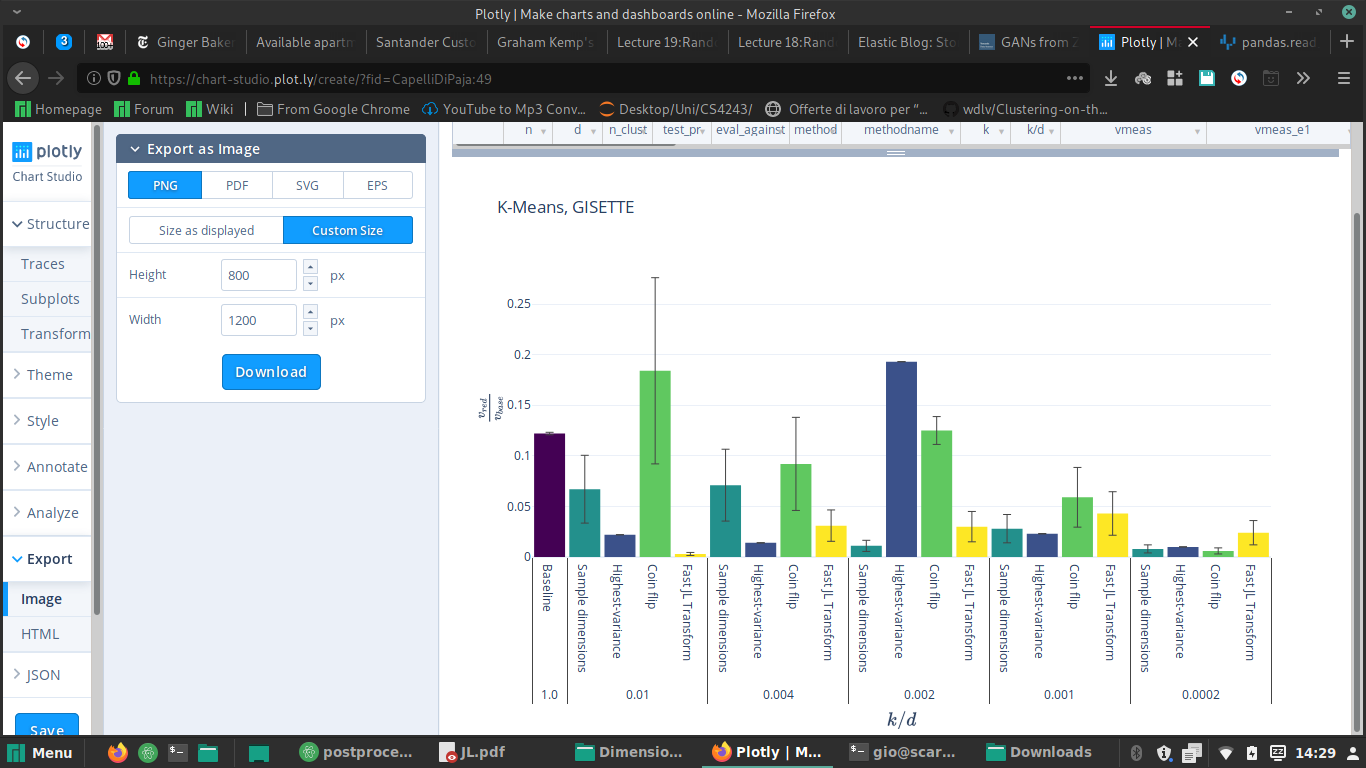 Plotly | Make charts and dashboards online - Mozilla Firefox
3
Ginger Baker
Available apartm
Santander Custo
Graham Kemp's
Lecture 19:Rand
Lecture 18:Rand
Elastic Blog: Sto
GANs from
Plotly | M
pandas.read
https://chart-studio.plot.ly/create/?fid=CapelliDiPaja:49
Homepage
Forum
Wiki
From Google Chrome
YouTube to Mp3 Conv…
Desktop/Uni/CS4243/
Offerte di lavoro per “…
wdlv/Clustering-on-th…
plotly
Chart Studio
Structure
Traces
Subplots
Transform
Theme
Style
Annotate
Analyze
Export
Image
HTML
JSON
Save
Export as Image
PNG PDF SVG EPS
Size as displayed Custom Size
Height 800 px
Width 1200 px
Download
n d n_clust test_pr eval_against method methodname k k/d vmeas vmeas_e1
K-Means, GISETTE
0.25
0.2
0.15
0.1
0.05
0
v_red / v_base
Baseline
Sample dimensions
Highest-variance
Coin flip
Fast JL Transform
Sample dimensions
Highest-variance
Coin flip
Fast JL Transform
Sample dimensions
Highest-variance
Coin flip
Fast JL Transform
Sample dimensions
Highest-variance
Coin flip
Fast JL Transform
Sample dimensions
Highest-variance
Coin flip
Fast JL Transform
1.0 0.01 0.004 0.002 0.001 0.0002
k/d
Menu
postproce…
JL.pdf
Dimensio…
Plotly | M…
gio@scar…
Downloads
14:29